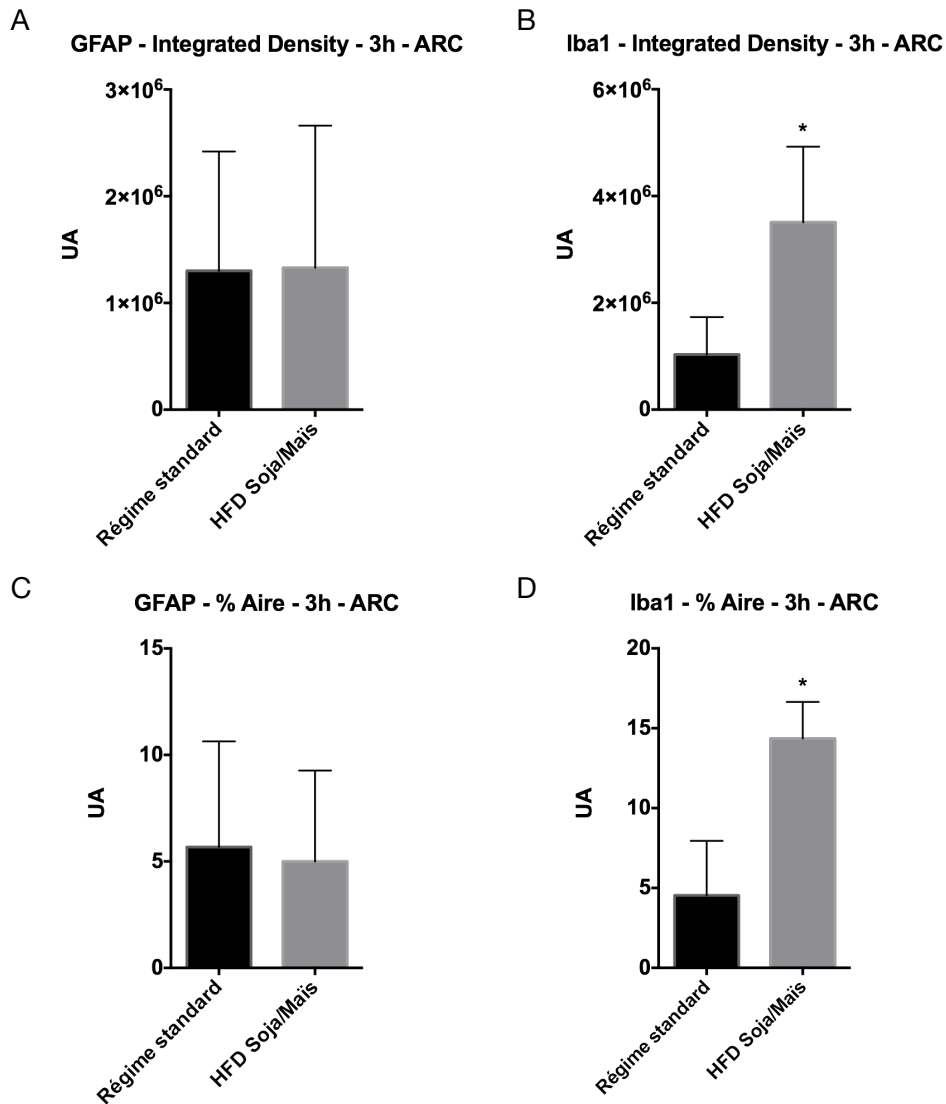 A
GFAP - Integrated Density - 3h - ARC
3×10⁶
2×10⁶
1×10⁶
0
UA
Régime standard
HFD Soja/Maïs
B
Iba1 - Integrated Density - 3h - ARC
6×10⁶
4×10⁶
2×10⁶
0
UA
*
Régime standard
HFD Soja/Maïs
C
GFAP - % Aire - 3h - ARC
15
10
5
0
UA
Régime standard
HFD Soja/Maïs
D
Iba1 - % Aire - 3h - ARC
20
15
10
5
0
UA
*
Régime standard
HFD Soja/Maïs